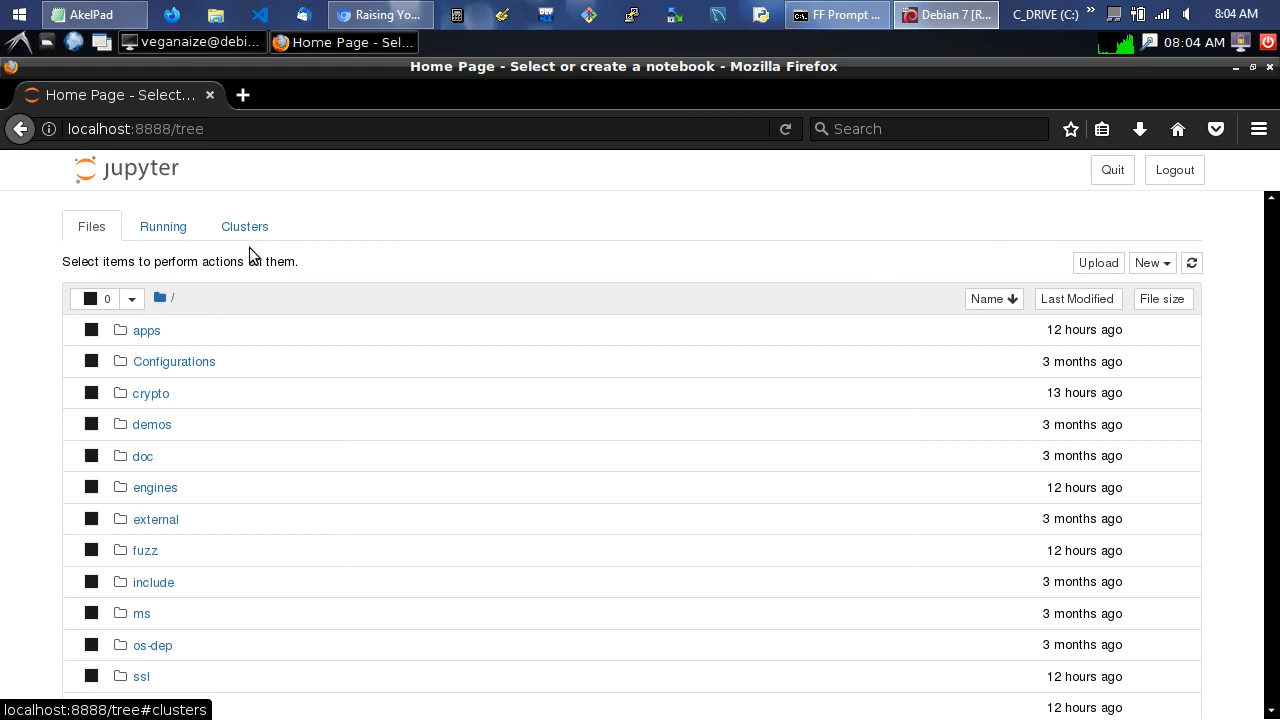 AkelPad
Raising Yo...
FF Prompt ...
Debian 7 [R...
C_DRIVE (C:)
8:04 AM
veganaize@debi...
Home Page - Sel...
08:04 AM
Home Page - Select or create a notebook - Mozilla Firefox
Home Page - Select...
localhost:8888/tree
Search
jupyter
Quit
Logout
Files
Running
Clusters
Select items to perform actions on them.
Upload
New
0
/
Name
Last Modified
File size
apps 12 hours ago
Configurations 3 months ago
crypto 13 hours ago
demos 3 months ago
doc 3 months ago
engines 12 hours ago
external 3 months ago
fuzz 12 hours ago
include 3 months ago
ms 3 months ago
os-dep 3 months ago
ssl 12 hours ago
12 hours ago
localhost:8888/tree#clusters